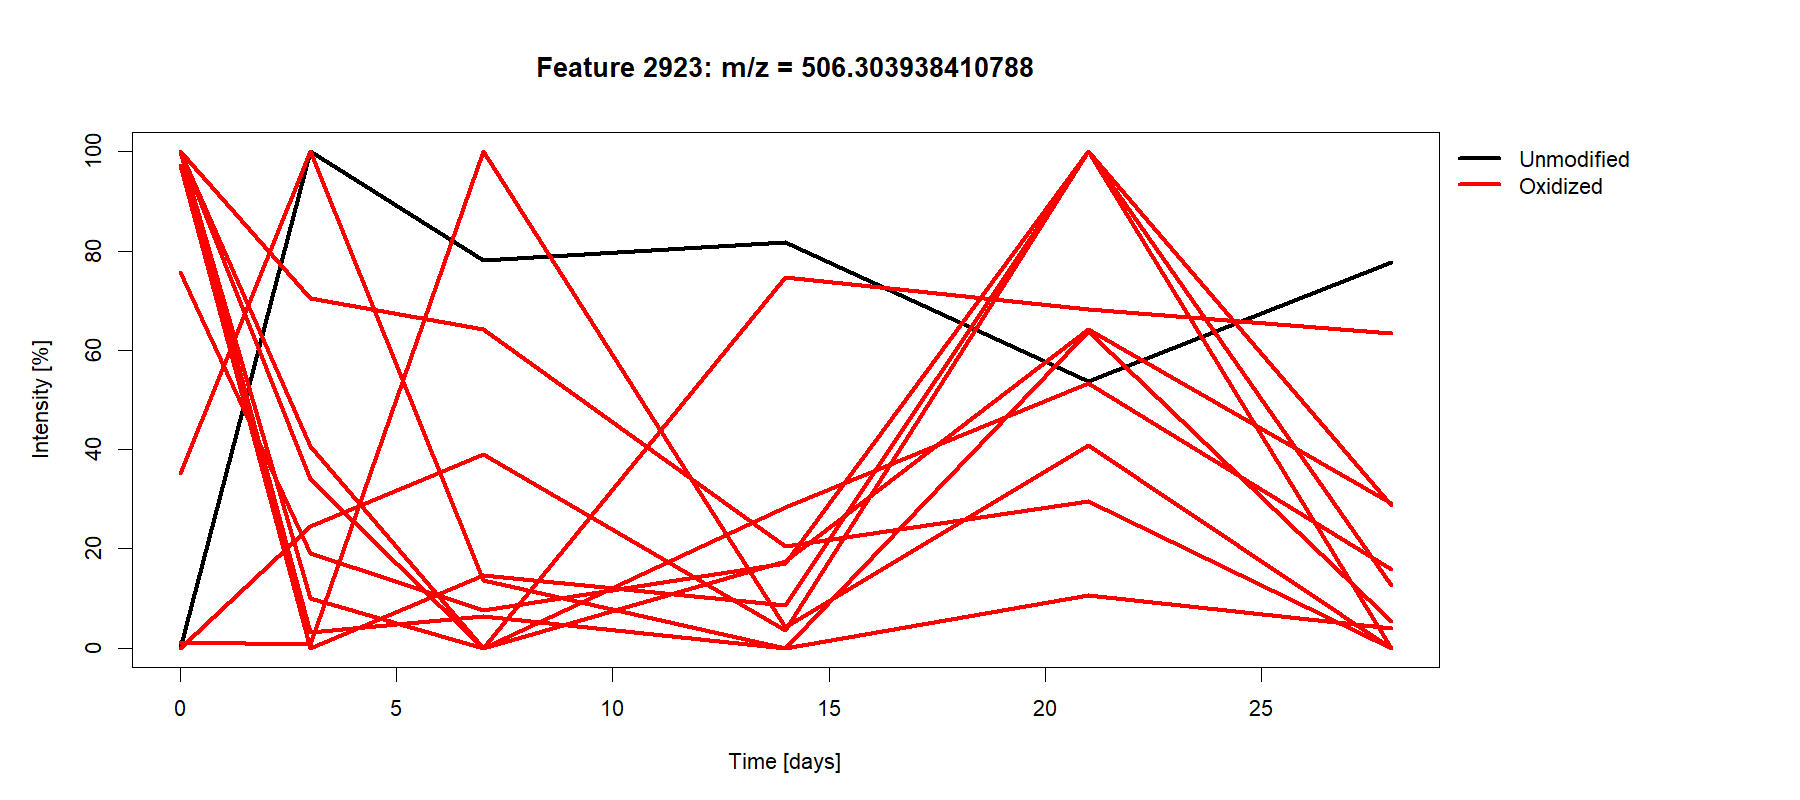 Feature 2923: m/z = 506.303938410788
Unmodified
Oxidized
Intensity [%]
100
80
60
40
20
0
0 5 10 15 20 25
Time [days]